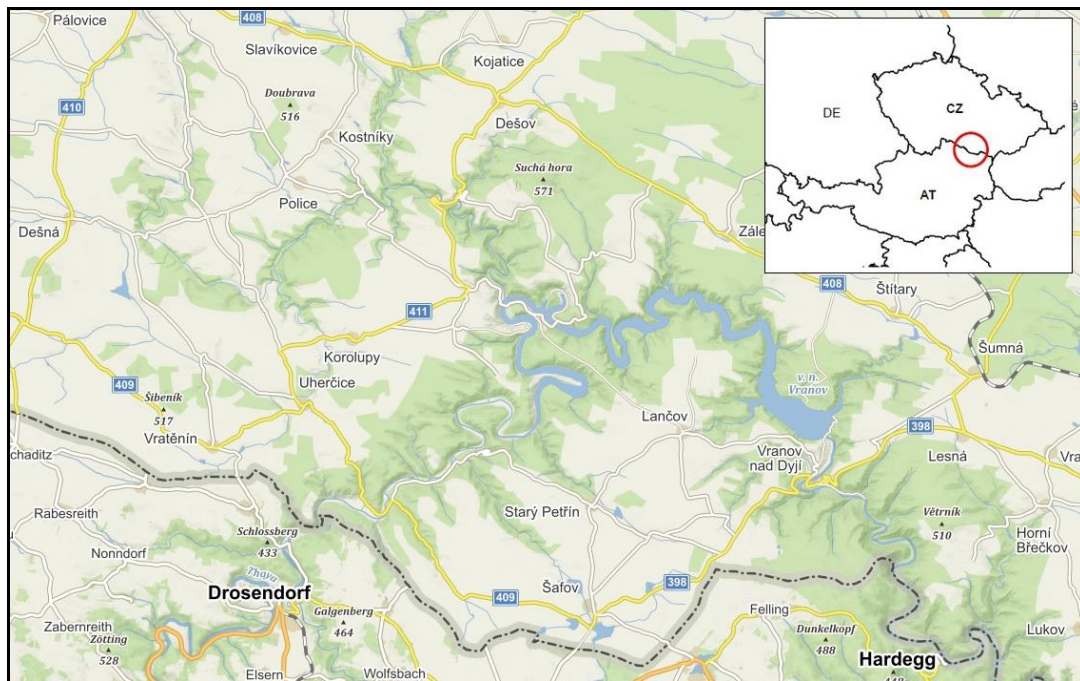 Pálovice
408
Slavíkovice
Kojatice
Doubrava
516
410
Kostníky
Dešov
Suchá hora
571
Police
Dešná
DE
CZ
AT
408
Štítary
411
Šumná
Korolupy
v. n.
Vranov
409
Uherčice
Šibeník
517
Lančov
398
Vratěnín
Vranov
nad Dyjí
Lesná
Rabesreith
Starý Petřín
Větrník
510
Horní
Břečkov
Schlossberg
433
Nonndorf
Thaya
Drosendorf
Šafov
398
409
Galgenberg
464
Felling
Zabernreith
Zötting
528
Dunkelkopf
488
Lukov
Hardegg
Elsern
Wolfsbach